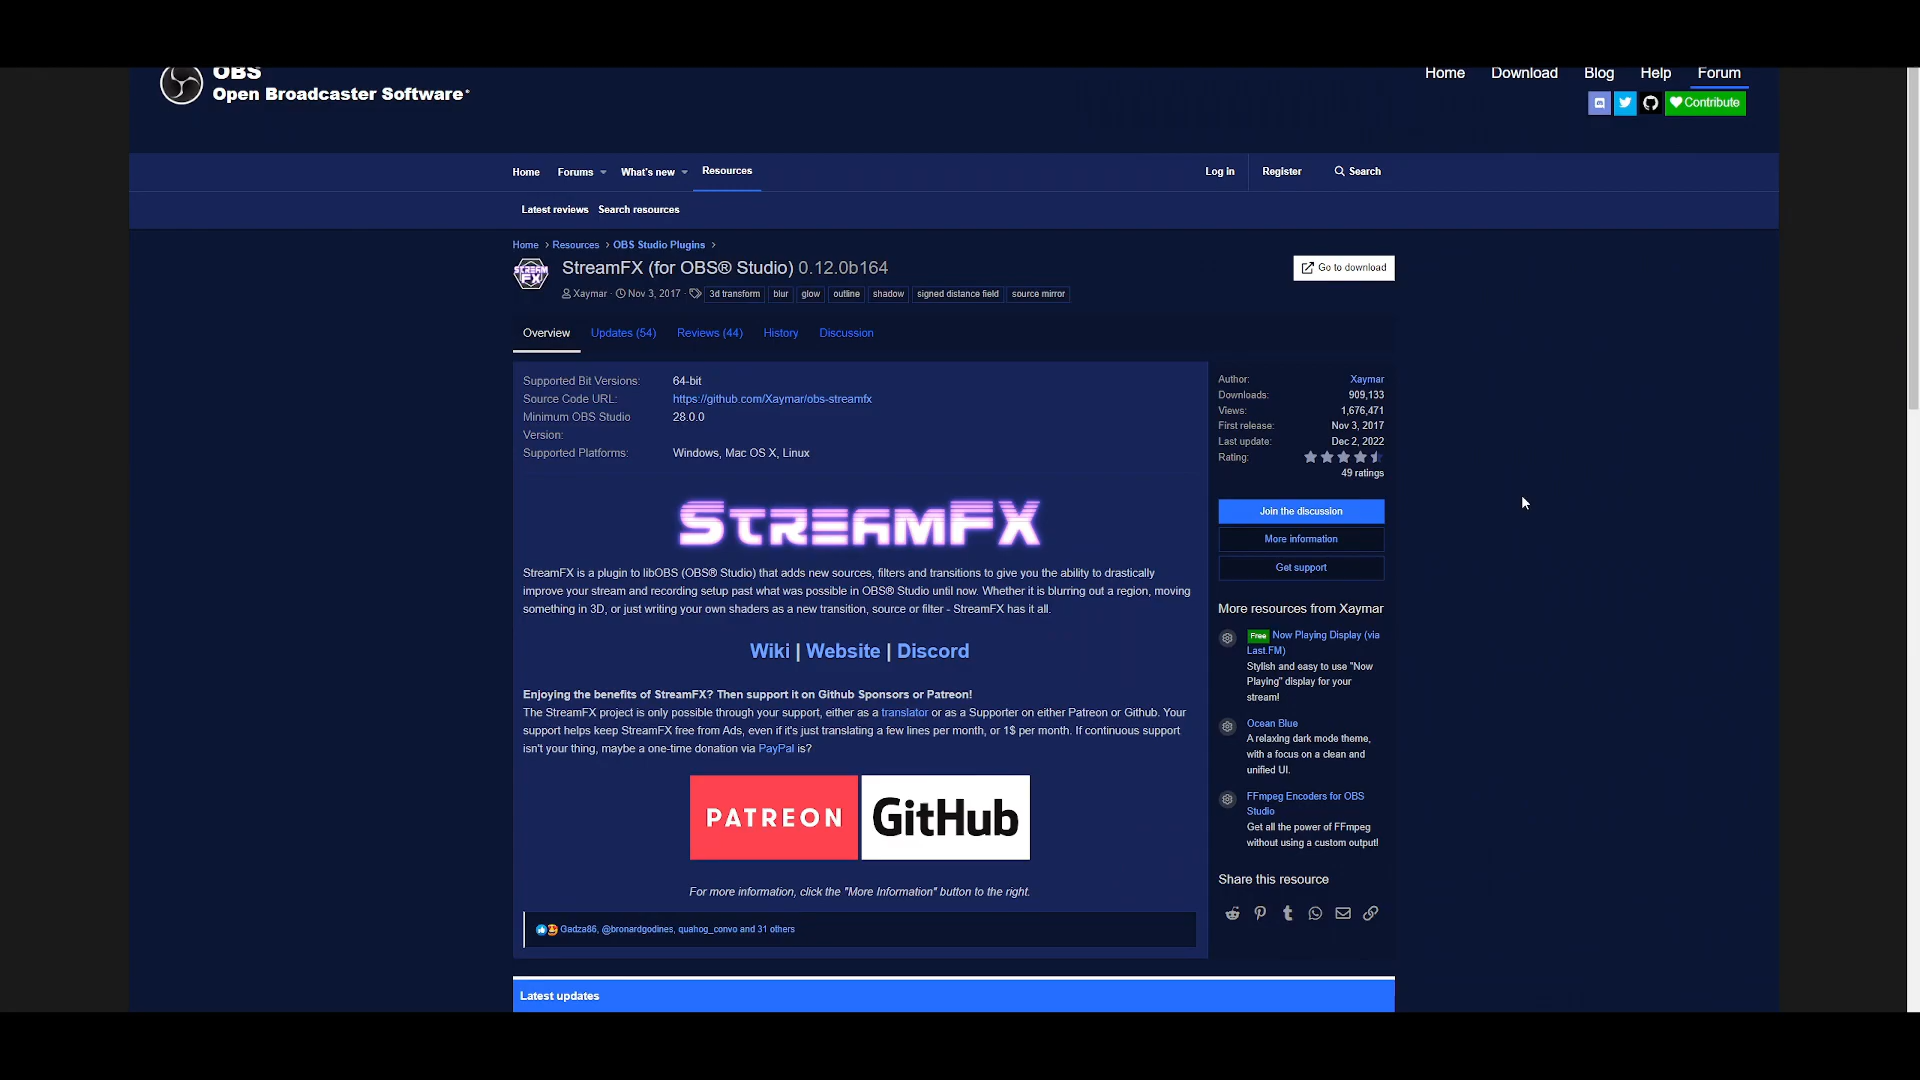 OBS
Open Broadcaster Software
Home Download Blog Help Forum
Contribute
Home Forums What's new Resources Log in Register Search
Latest reviews Search resources
Home > Resources > OBS Studio Plugins >
STREAM FX
StreamFX (for OBS® Studio) 0.12.0b164
Go to download
Xaymar · Nov 3, 2017 · 3d transform blur glow outline shadow signed distance field source mirror
Overview Updates (54) Reviews (44) History Discussion
Supported Bit Versions: 64-bit
Source Code URL: https://github.com/Xaymar/obs-streamfx
Minimum OBS Studio 28.0.0
Version:
Supported Platforms: Windows, Mac OS X, Linux
STREAMFX
StreamFX is a plugin to libOBS (OBS® Studio) that adds new sources, filters and transitions to give you the ability to drastically
improve your stream and recording setup past what was possible in OBS® Studio until now. Whether it is blurring out a region, moving
something in 3D, or just writing your own shaders as a new transition, source or filter - StreamFX has it all.
Wiki | Website | Discord
Enjoying the benefits of StreamFX? Then support it on Github Sponsors or Patreon!
The StreamFX project is only possible through your support, either as a translator or as a Supporter on either Patreon or Github. Your
support helps keep StreamFX free from Ads, even if it's just translating a few lines per month, or 1$ per month. If continuous support
isn't your thing, maybe a one-time donation via PayPal is?
PATREON GitHub
For more information, click the "More Information" button to the right.
Gadza86, @bronardgodines, quahog_convo and 31 others
Author: Xaymar
Downloads: 909,133
Views: 1,676,471
First release: Nov 3, 2017
Last update: Dec 2, 2022
Rating:
49 ratings
Join the discussion
More information
Get support
More resources from Xaymar
Free Now Playing Display (via
Last.FM)
Stylish and easy to use "Now
Playing" display for your
stream!
Ocean Blue
A relaxing dark mode theme,
with a focus on a clean and
unified UI.
FFmpeg Encoders for OBS
Studio
Get all the power of FFmpeg
without using a custom output!
Share this resource
Latest updates